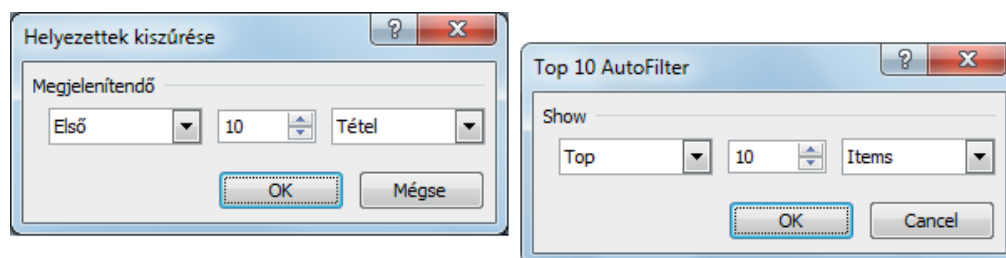 Helyezettek kiszűrése
Megjelenítendő
Első 10 Tétel
OK Mégse
Top 10 AutoFilter
Show
Top 10 Items
OK Cancel